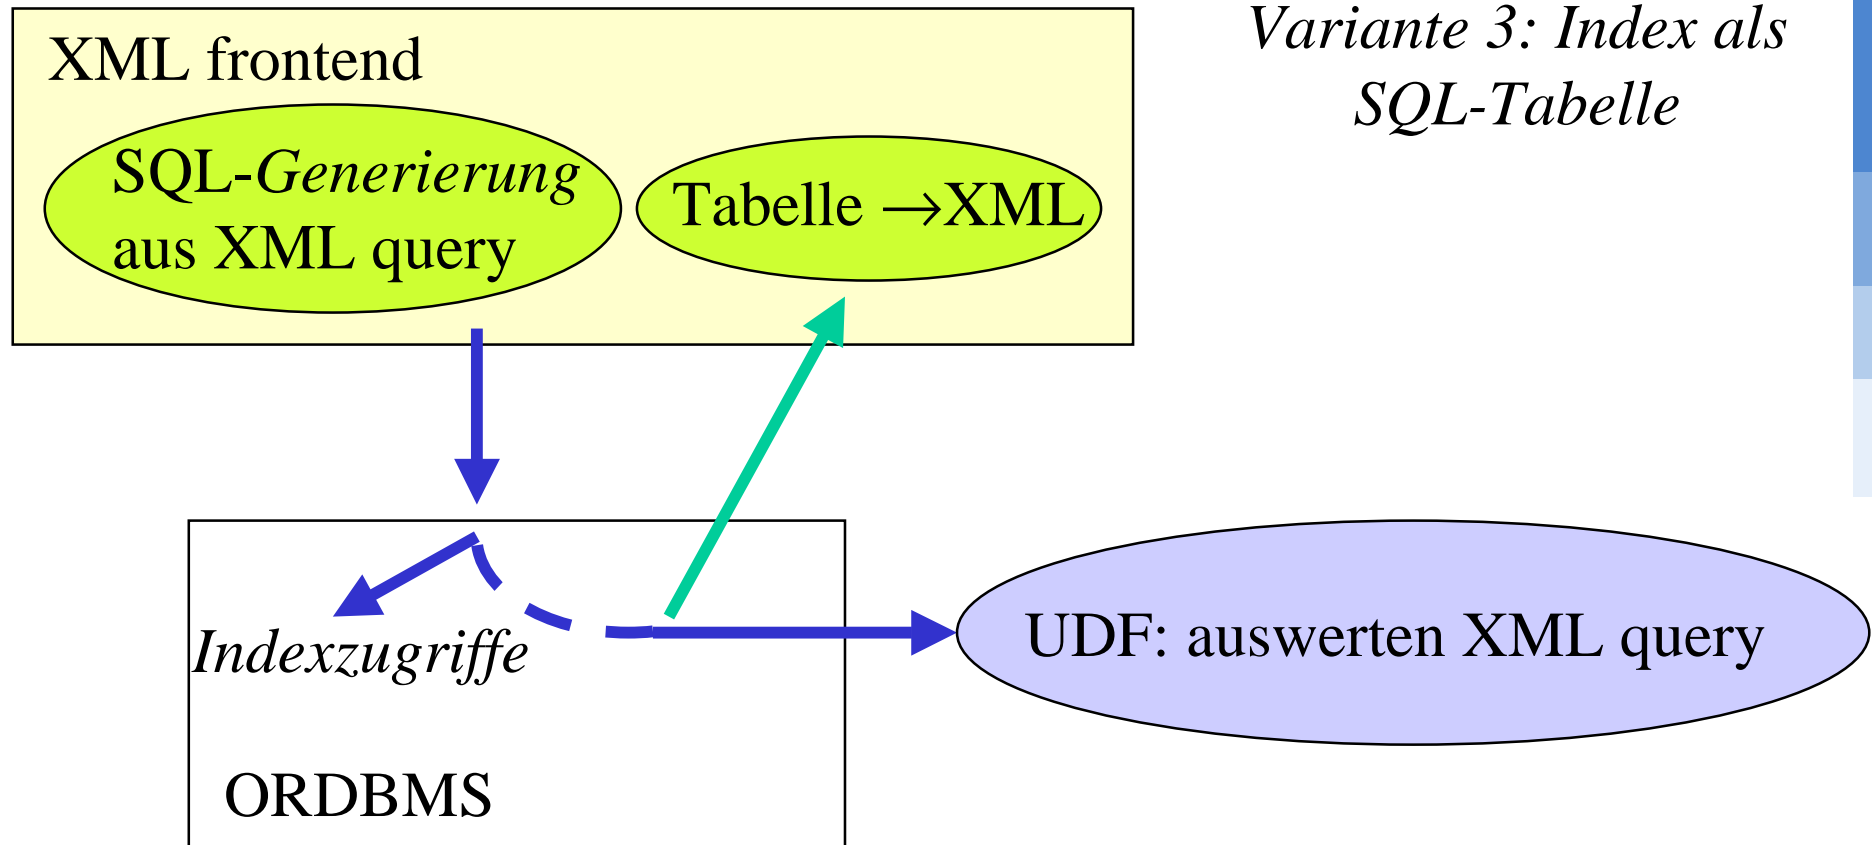 Variante 3: Index als
SQL-Tabelle
XML frontend
SQL-Generierung
aus XML query
Tabelle →XML
Indexzugriffe
UDF: auswerten XML query
ORDBMS